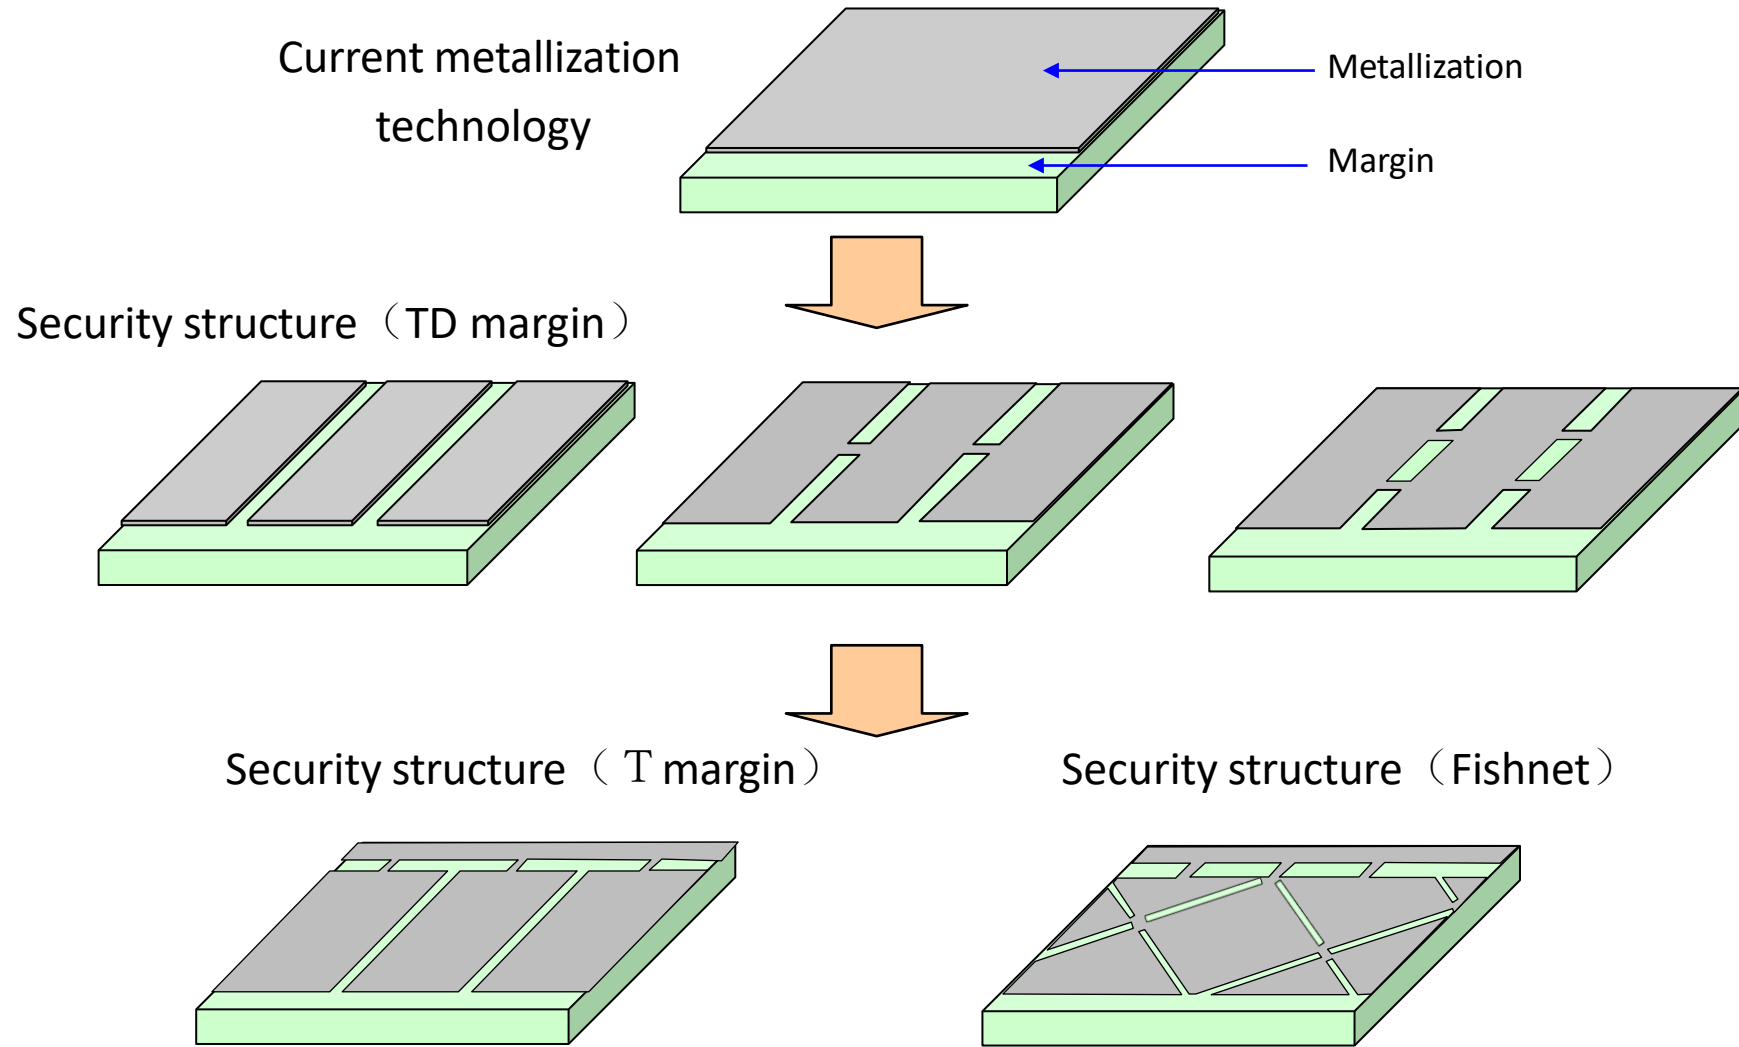 Current metallization
technology
Metallization
Margin
Security structure（TD margin）
Security structure（T margin）
Security structure（Fishnet）